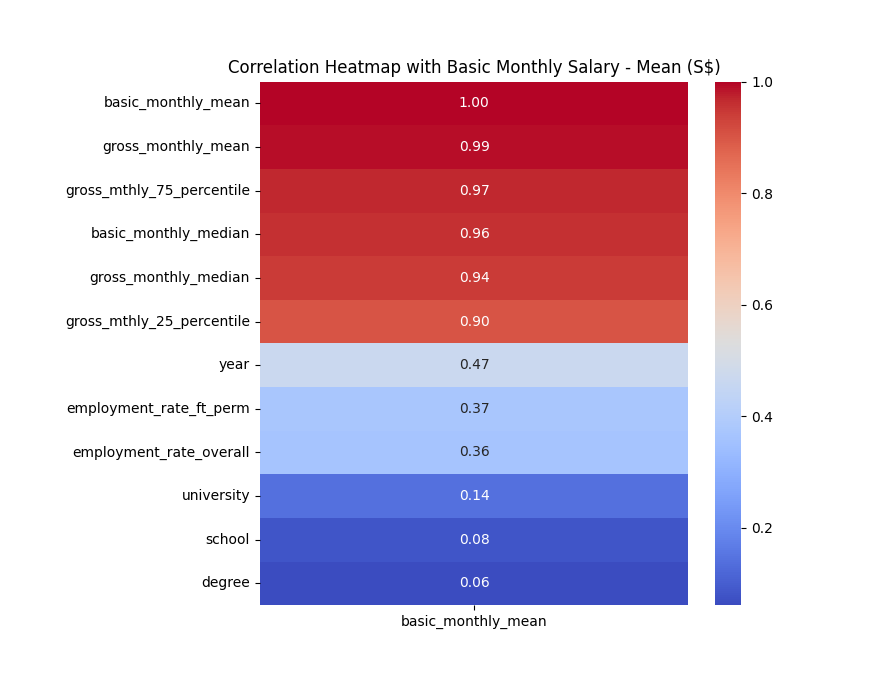 Correlation Heatmap with Basic Monthly Salary - Mean (S$)
basic_monthly_mean 1.00 1.0
gross_monthly_mean 0.99
gross_mthly_75_percentile 0.97 0.8
basic_monthly_median 0.96
gross_monthly_median 0.94 0.6
gross_mthly_25_percentile 0.90
year 0.47
employment_rate_ft_perm 0.37 0.4
employment_rate_overall 0.36
university 0.14 0.2
school 0.08
degree 0.06
basic_monthly_mean